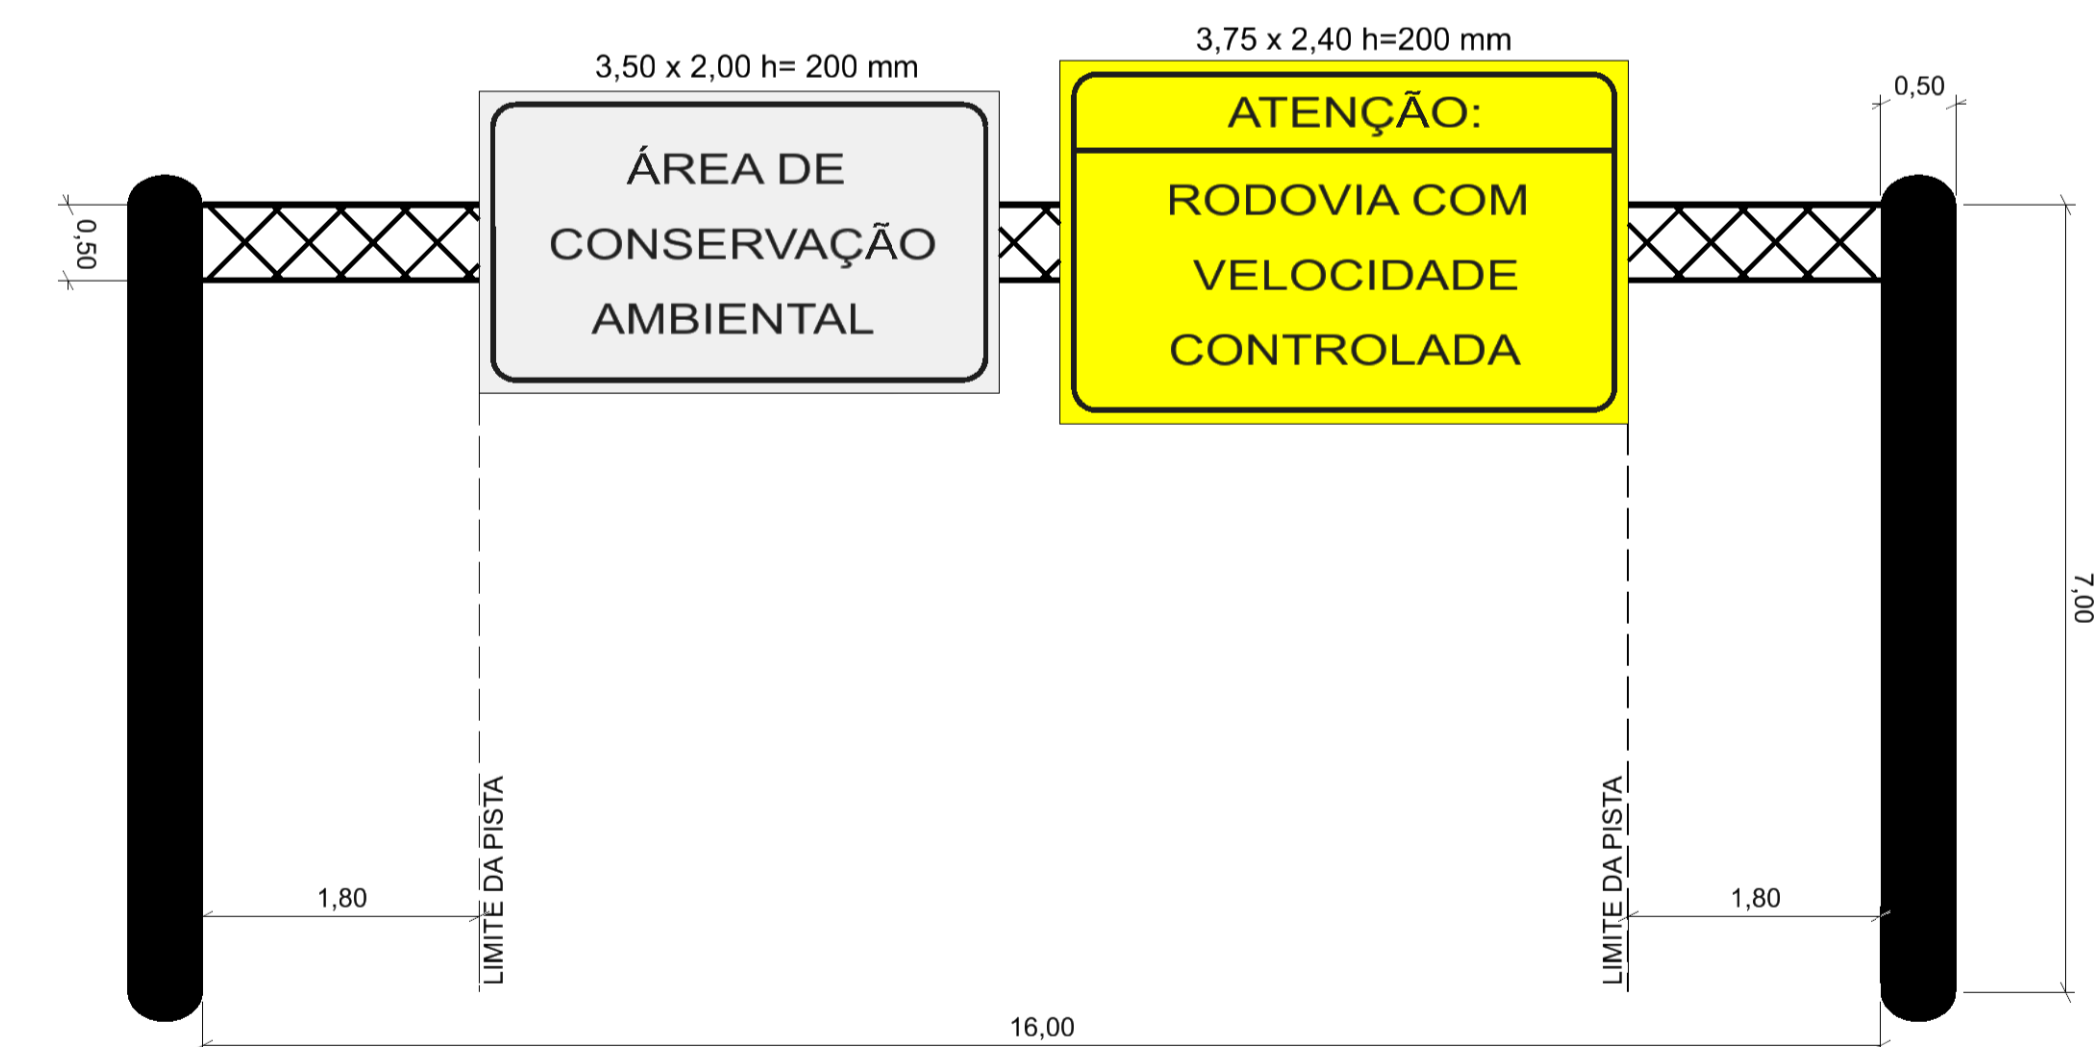 3,50 x 2,00 h= 200 mm
3,75 x 2,40 h=200 mm
0,50
ÁREA DE
CONSERVAÇÃO
AMBIENTAL
ATENÇÃO:
RODOVIA COM
VELOCIDADE
CONTROLADA
0,50
7,00
LIMITE DA PISTA
LIMITE DA PISTA
1,80
1,80
16,00